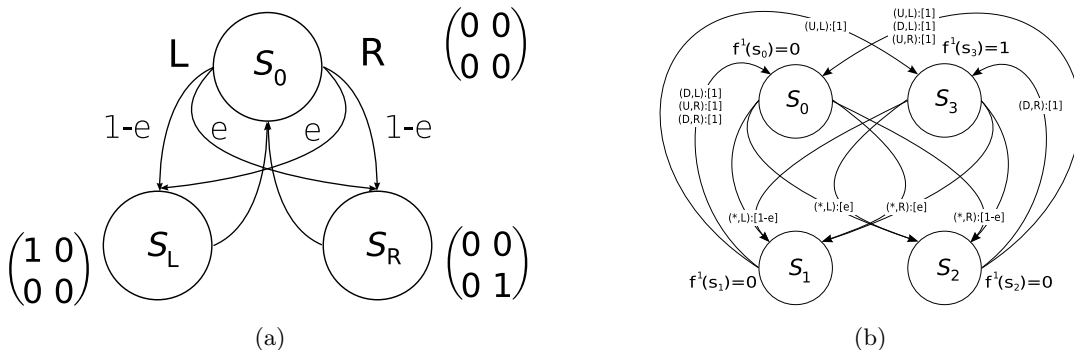 L
S0
R
(0 0
0 0)
1-e
e
e
1-e
(1 0
0 0)
SL
SR
(0 0
0 1)
(a)
(U,L):[1]
(U,L):[1]
(D,L):[1]
(U,R):[1]
f¹(s0)=0
f¹(s3)=1
(D,L):[1]
(U,R):[1]
(D,R):[1]
S0
S3
(D,R):[1]
(*,L):[1-e]
(*,L):[e]
(*,R):[e]
(*,R):[1-e]
S1
S2
f¹(s1)=0
f¹(s2)=0
(b)